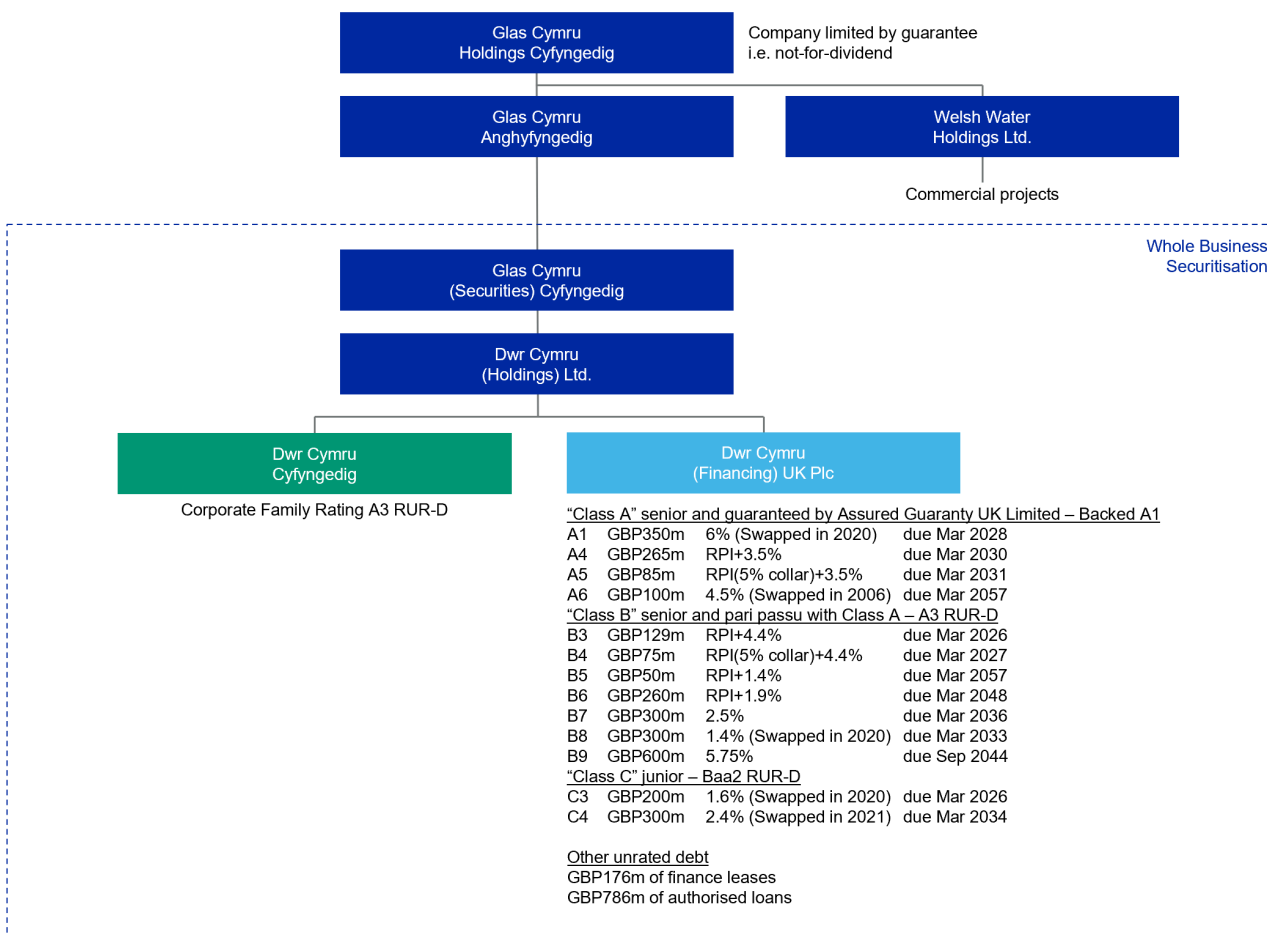 Glas Cymru
Holdings Cyfyngedig
Company limited by guarantee
i.e. not-for-dividend
Glas Cymru
Anghyfyngedig
Welsh Water
Holdings Ltd.
Commercial projects
Whole Business
Securitisation
Glas Cymru
(Securities) Cyfyngedig
Dwr Cymru
(Holdings) Ltd.
Dwr Cymru
Cyfyngedig
Corporate Family Rating A3 RUR-D
Dwr Cymru
(Financing) UK Plc
“Class A” senior and guaranteed by Assured Guaranty UK Limited – Backed A1
A1 GBP350m 6% (Swapped in 2020) due Mar 2028
A4 GBP265m RPI+3.5% due Mar 2030
A5 GBP85m RPI(5% collar)+3.5% due Mar 2031
A6 GBP100m 4.5% (Swapped in 2006) due Mar 2057
“Class B” senior and pari passu with Class A – A3 RUR-D
B3 GBP129m RPI+4.4% due Mar 2026
B4 GBP75m RPI(5% collar)+4.4% due Mar 2027
B5 GBP50m RPI+1.4% due Mar 2057
B6 GBP260m RPI+1.9% due Mar 2048
B7 GBP300m 2.5% due Mar 2036
B8 GBP300m 1.4% (Swapped in 2020) due Mar 2033
B9 GBP600m 5.75% due Sep 2044
“Class C” junior – Baa2 RUR-D
C3 GBP200m 1.6% (Swapped in 2020) due Mar 2026
C4 GBP300m 2.4% (Swapped in 2021) due Mar 2034
Other unrated debt
GBP176m of finance leases
GBP786m of authorised loans